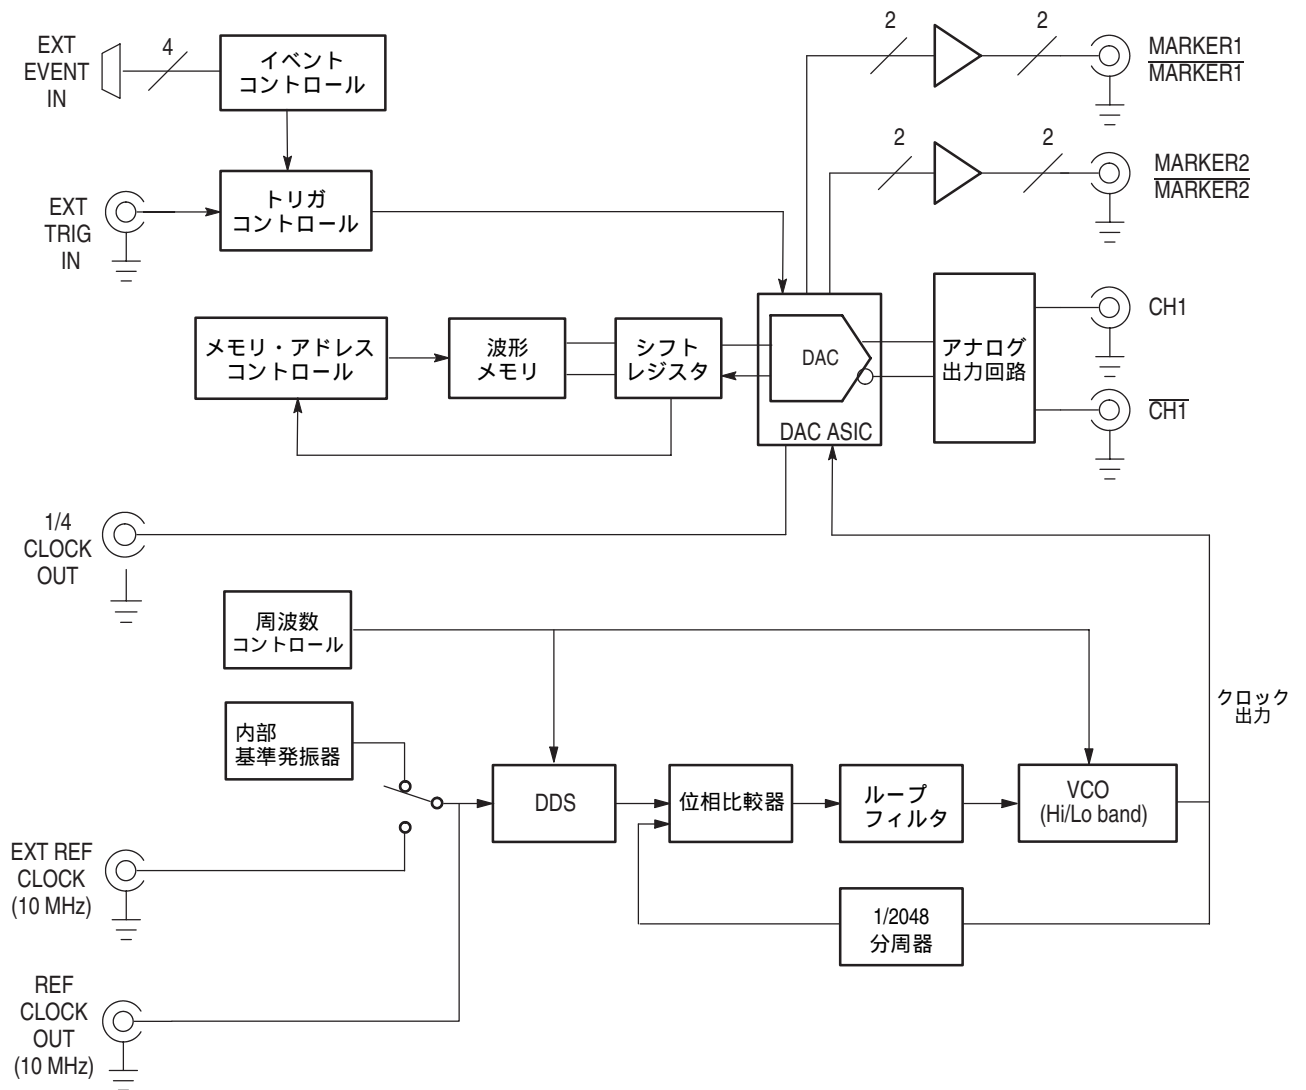 EXT
EVENT
IN
4
イベント
コントロール
2
2
MARKER1
MARKER1
EXT
TRIG
IN
トリガ
コントロール
2
2
MARKER2
MARKER2
メモリ・アドレス
コントロール
波形
メモリ
シフト
レジスタ
DAC
DAC ASIC
アナログ
出力回路
CH1
CH1
1/4
CLOCK
OUT
周波数
コントロール
クロック
出力
内部
基準発振器
DDS
位相比較器
ループ
フィルタ
VCO
(Hi/Lo band)
EXT REF
CLOCK
(10 MHz)
1/2048
分周器
REF
CLOCK
OUT
(10 MHz)